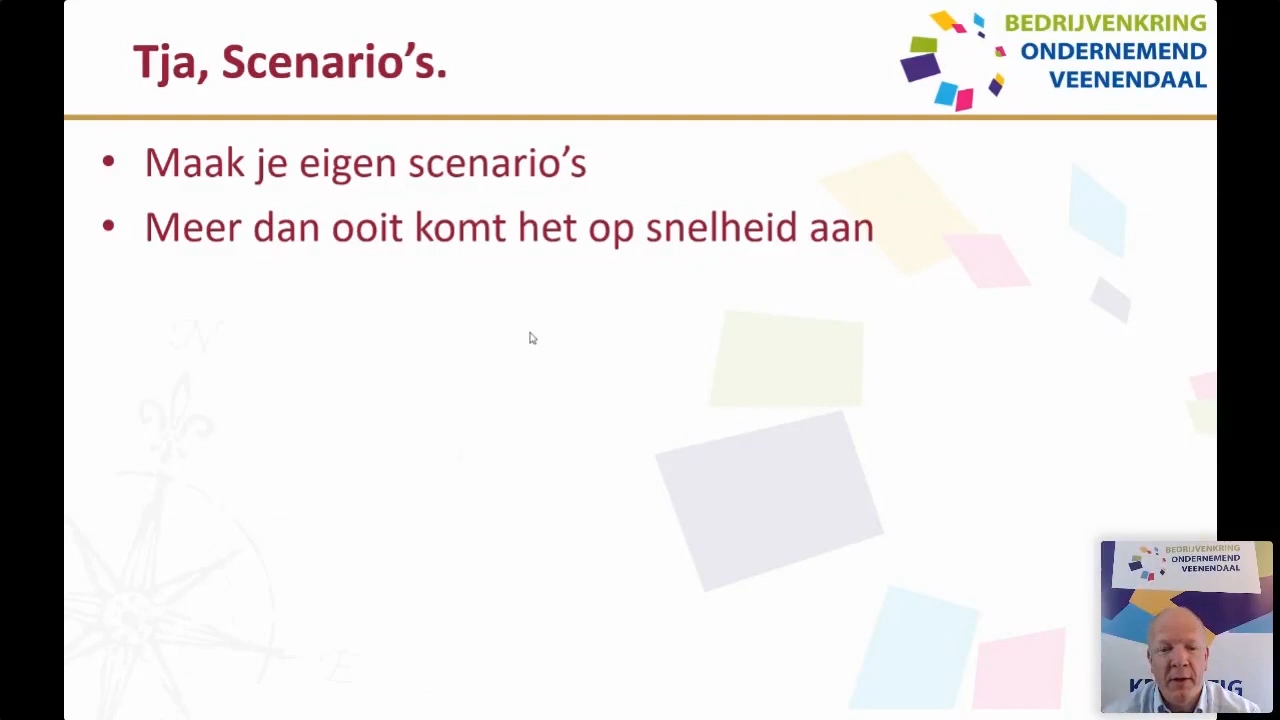 Tja, Scenario’s.
BEDRIJVENKRING
ONDERNEMEND
VEENENDAAL
• Maak je eigen scenario’s
• Meer dan ooit komt het op snelheid aan
N
E
BEDRIJVENKRING
ONDERNEMEND
VEENENDAAL